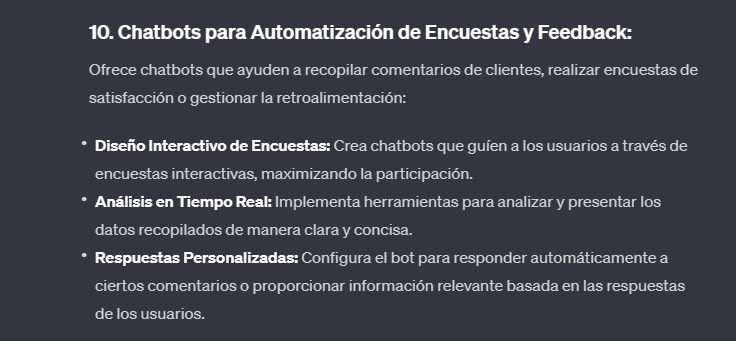 10. Chatbots para Automatización de Encuestas y Feedback:
Ofrece chatbots que ayuden a recopilar comentarios de clientes, realizar encuestas de
satisfacción o gestionar la retroalimentación:
• Diseño Interactivo de Encuestas: Crea chatbots que guíen a los usuarios a través de
encuestas interactivas, maximizando la participación.
• Análisis en Tiempo Real: Implementa herramientas para analizar y presentar los
datos recopilados de manera clara y concisa.
• Respuestas Personalizadas: Configura el bot para responder automáticamente a
ciertos comentarios o proporcionar información relevante basada en las respuestas
de los usuarios.